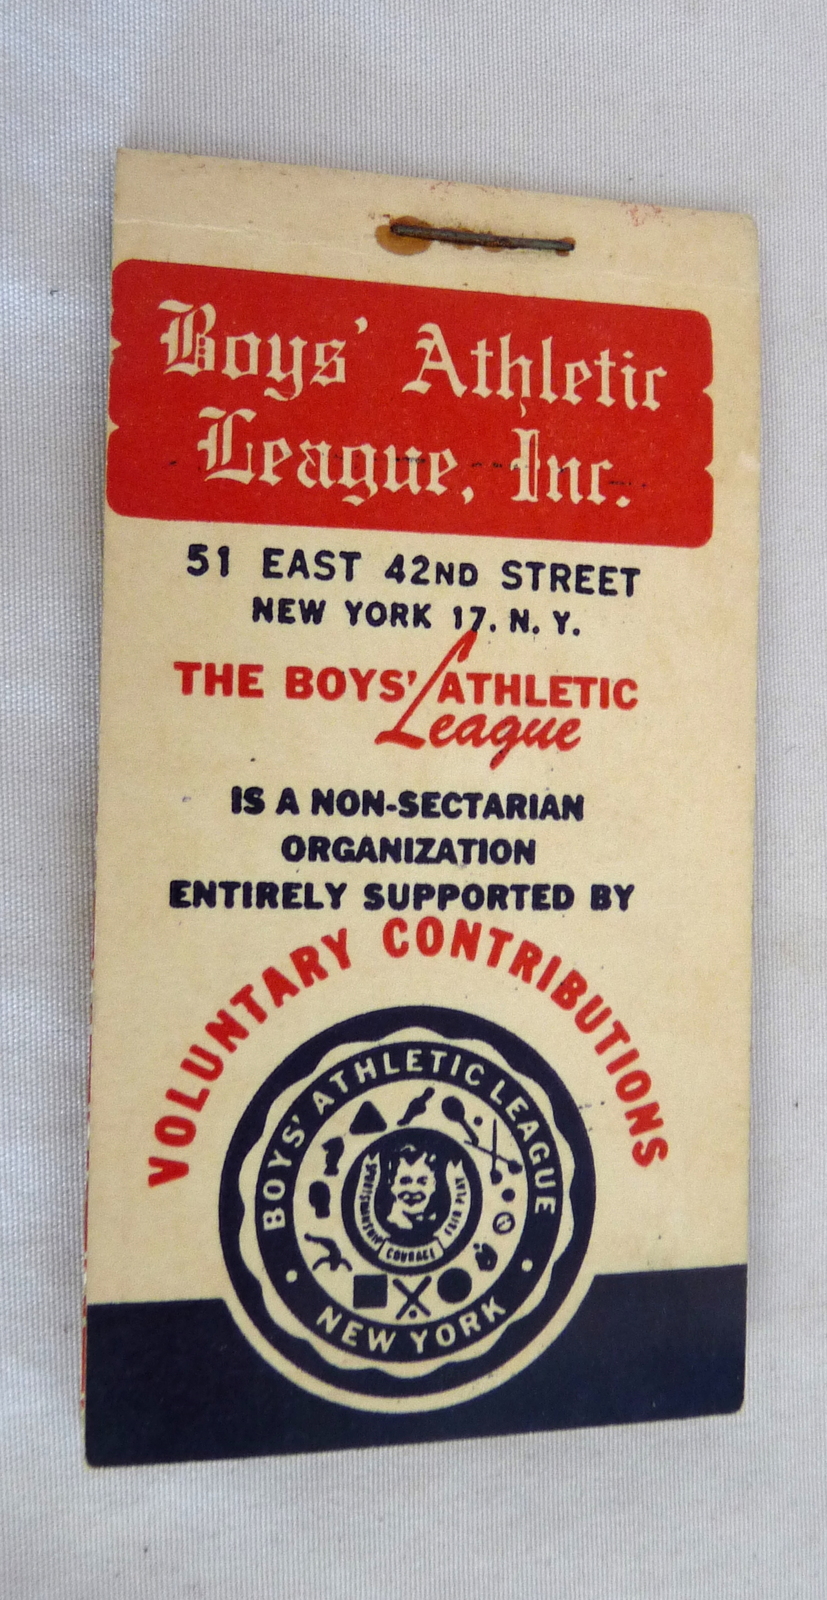 Boys' Athletic
League, Inc.
51 EAST 42ND STREET
NEW YORK 17. N. Y.
THE BOYS' ATHLETIC
League
IS A NON-SECTARIAN
ORGANIZATION
ENTIRELY SUPPORTED BY
VOLUNTARY CONTRIBUTIONS
BOYS' ATHLETIC LEAGUE
SPORTSMANSHIP
COURAGE
FAIR PLAY
• NEW YORK •